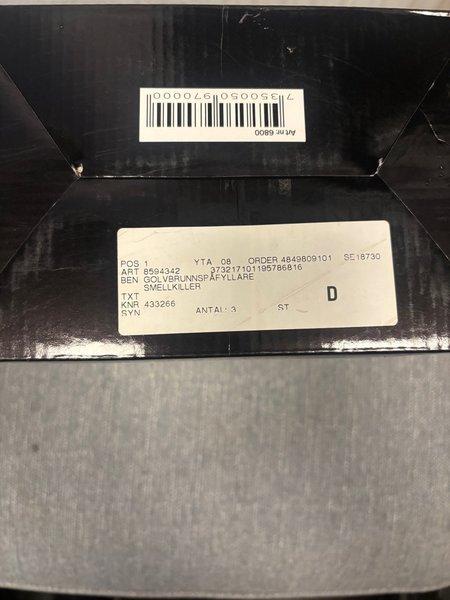 Art nr: 6800
7350050970000
POS 1 YTA 08 ORDER 4849809101 SE18730
ART 8594342 373217101195786816
BEN GOLVBRUNNSPÅFYLLARE
SMELLKILLER
TXT
KNR 433266
SYN ANTAL: 3 ST
D